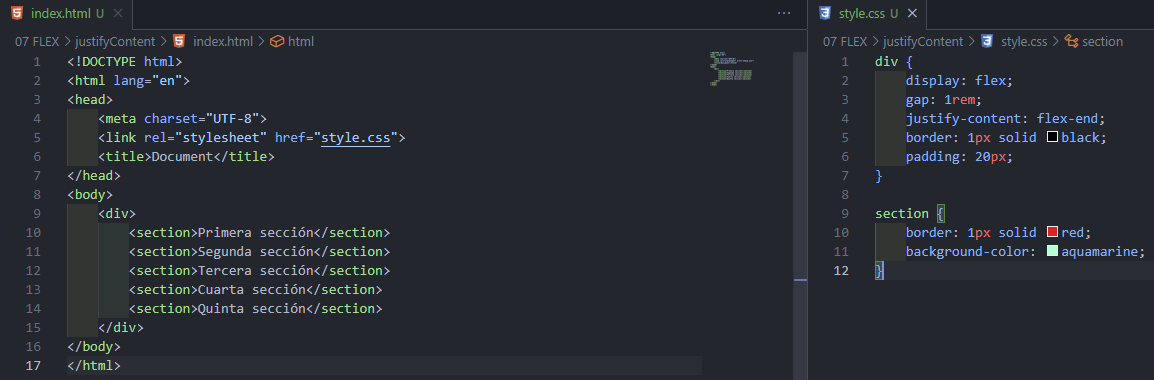 index.html U
07 FLEX > justifyContent > index.html > html
1 <!DOCTYPE html>
2 <html lang="en">
3 <head>
4 <meta charset="UTF-8">
5 <link rel="stylesheet" href="style.css">
6 <title>Document</title>
7 </head>
8 <body>
9 <div>
10 <section>Primera sección</section>
11 <section>Segunda sección</section>
12 <section>Tercera sección</section>
13 <section>Cuarta sección</section>
14 <section>Quinta sección</section>
15 </div>
16 </body>
17 </html>
style.css U
07 FLEX > justifyContent > style.css > section
1 div {
2 display: flex;
3 gap: 1rem;
4 justify-content: flex-end;
5 border: 1px solid black;
6 padding: 20px;
7 }
8
9 section {
10 border: 1px solid red;
11 background-color: aquamarine;
12 }